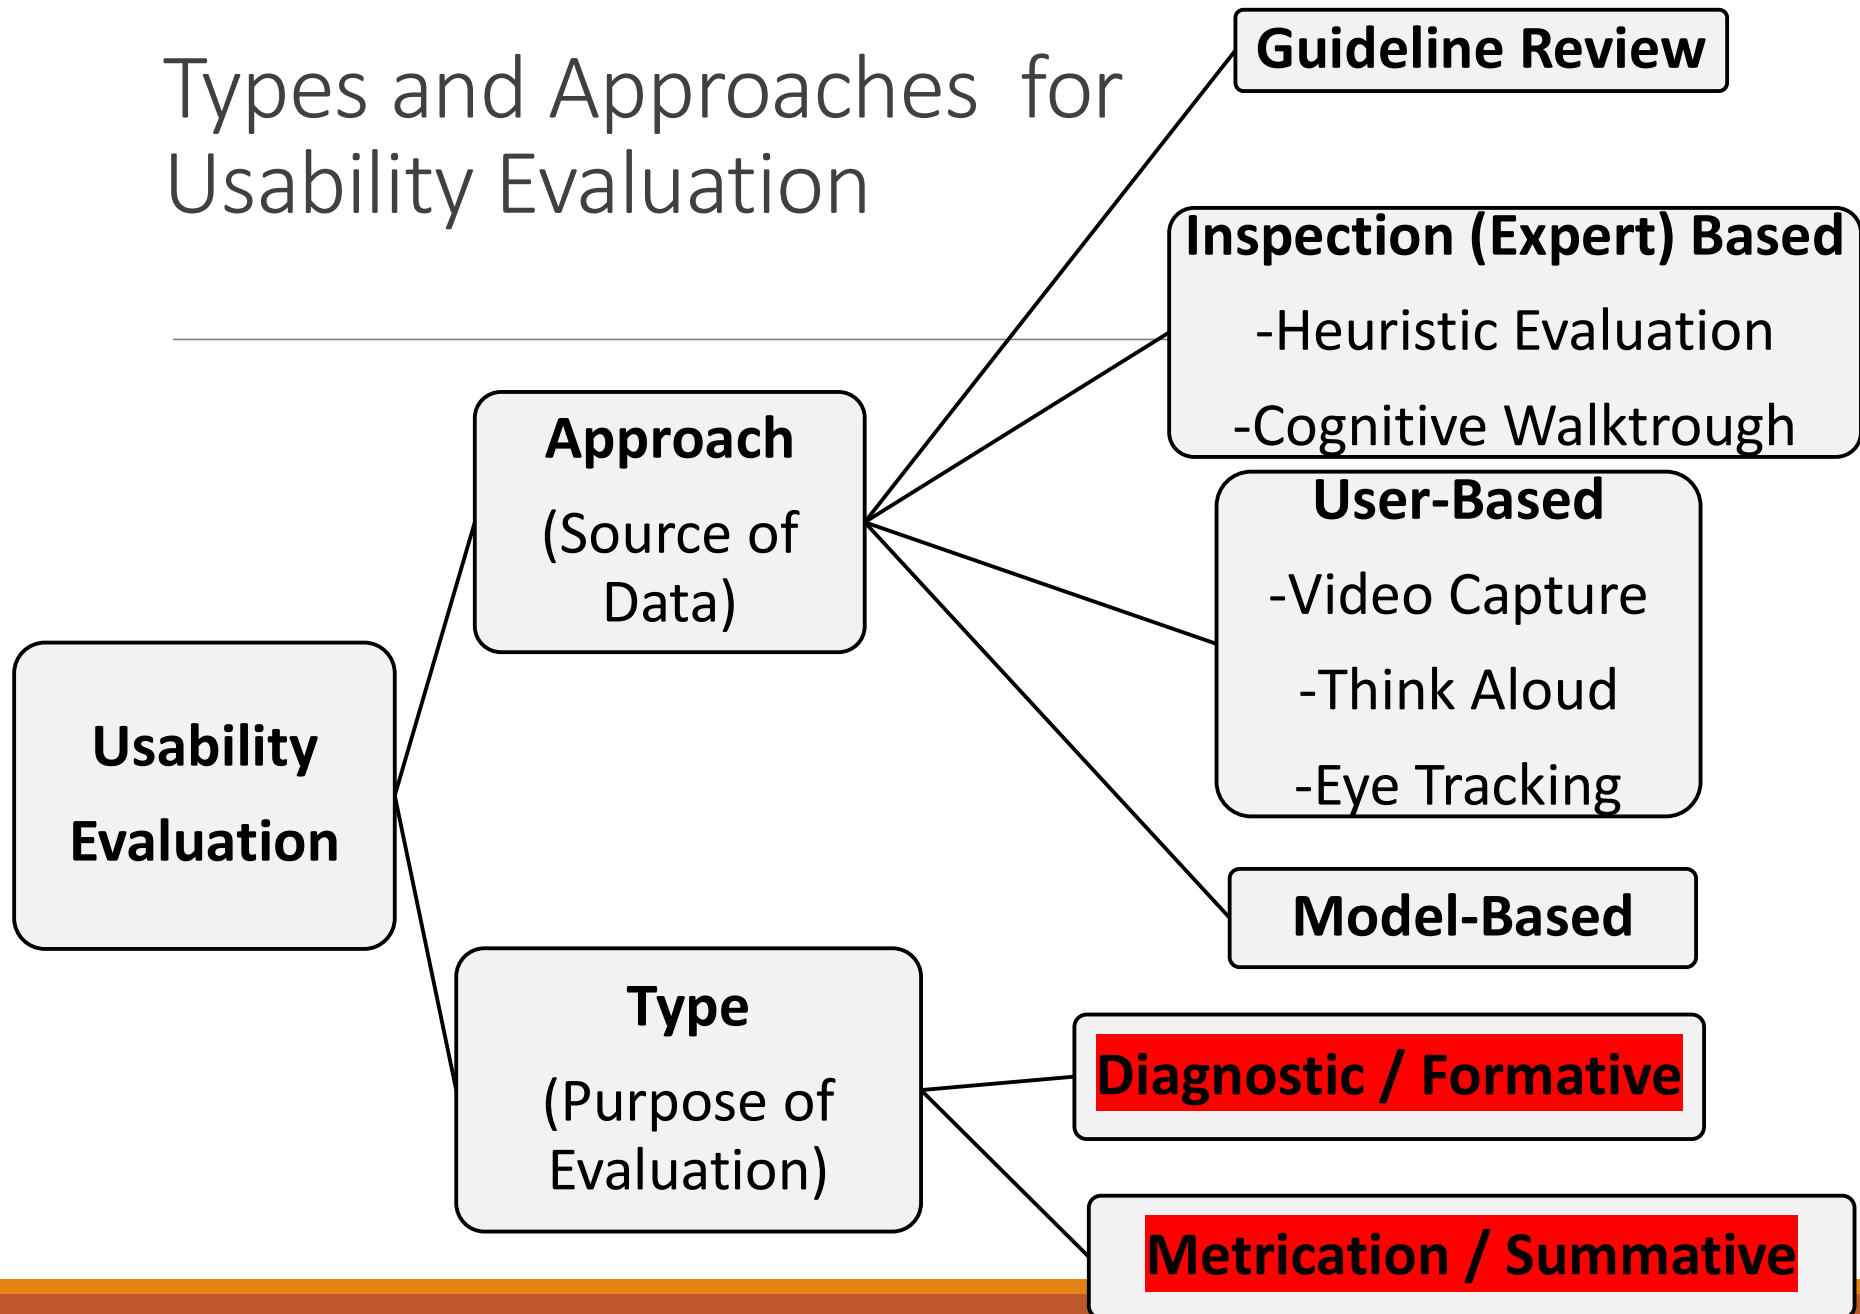 Types and Approaches for
Usability Evaluation
Guideline Review
Inspection (Expert) Based
-Heuristic Evaluation
-Cognitive Walktrough
Approach
(Source of
Data)
User-Based
-Video Capture
-Think Aloud
-Eye Tracking
Usability
Evaluation
Model-Based
Type
(Purpose of
Evaluation)
Diagnostic / Formative
Metrication / Summative